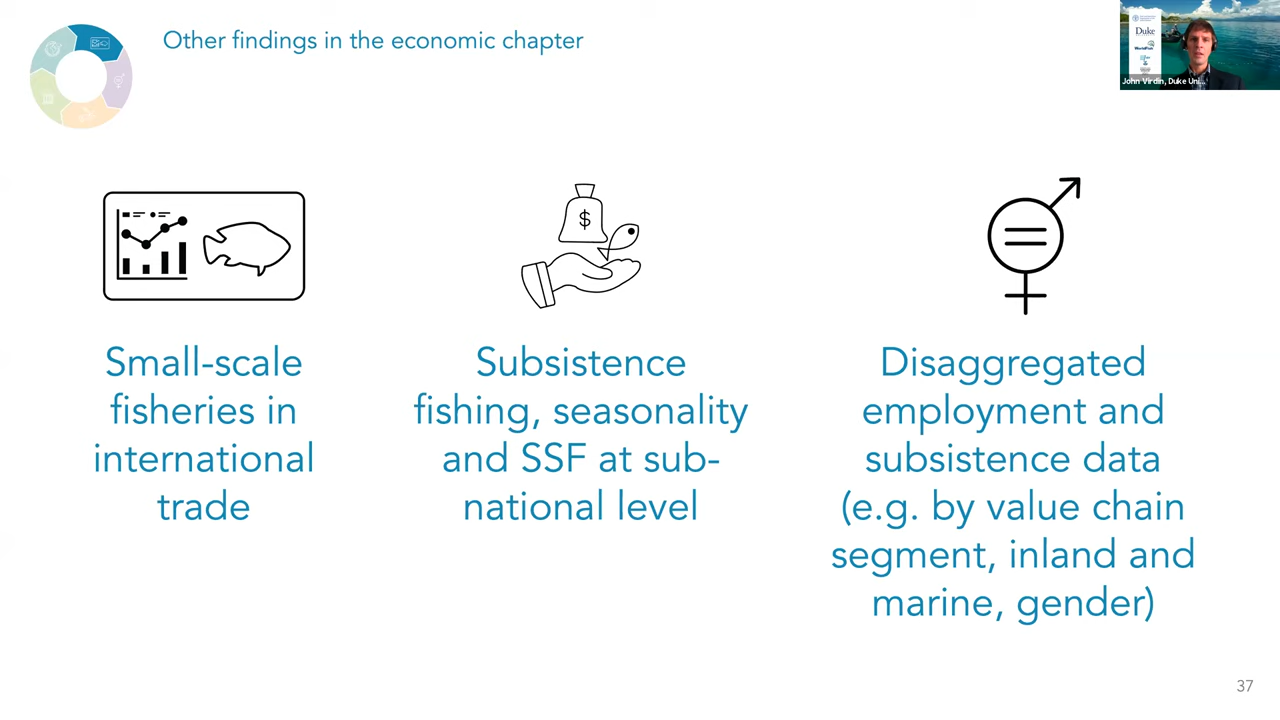 Other findings in the economic chapter
Duke
WorldFish
John Virdin, Duke Uni...
$
Small-scale
fisheries in
international
trade
Subsistence
fishing, seasonality
and SSF at sub-
national level
Disaggregated
employment and
subsistence data
(e.g. by value chain
segment, inland and
marine, gender)
37